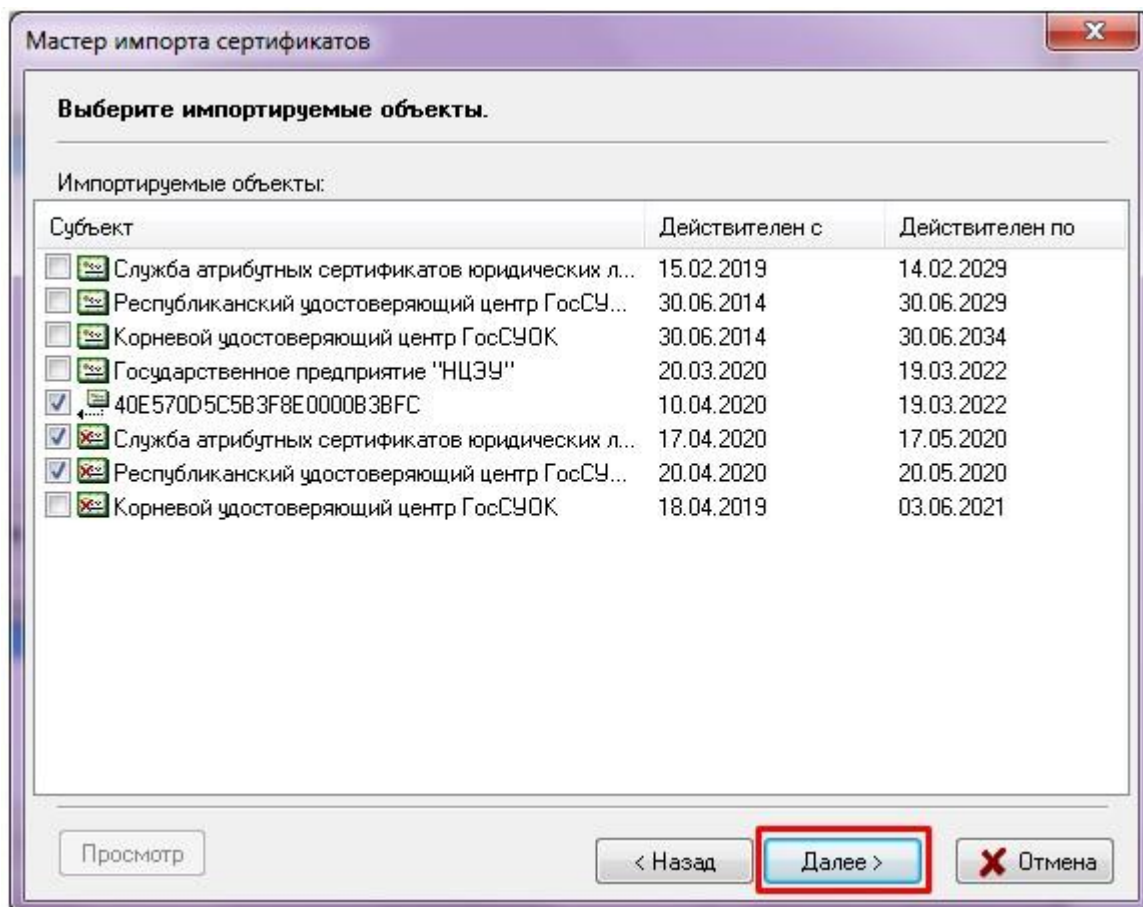 Мастер импорта сертификатов
Выберите импортируемые объекты.
Импортируемые объекты:
Субъект Действителен с Действителен по
Служба атрибутных сертификатов юридических л... 15.02.2019 14.02.2029
Республиканский удостоверяющий центр ГосСУ... 30.06.2014 30.06.2029
Корневой удостоверяющий центр ГосСУОК 30.06.2014 30.06.2034
Государственное предприятие "НЦЭУ" 20.03.2020 19.03.2022
40E570D5C5B3F8E0000B3BFC 10.04.2020 19.03.2022
Служба атрибутных сертификатов юридических л... 17.04.2020 17.05.2020
Республиканский удостоверяющий центр ГосСУ... 20.04.2020 20.05.2020
Корневой удостоверяющий центр ГосСУОК 18.04.2019 03.06.2021
Просмотр < Назад Далее > Отмена